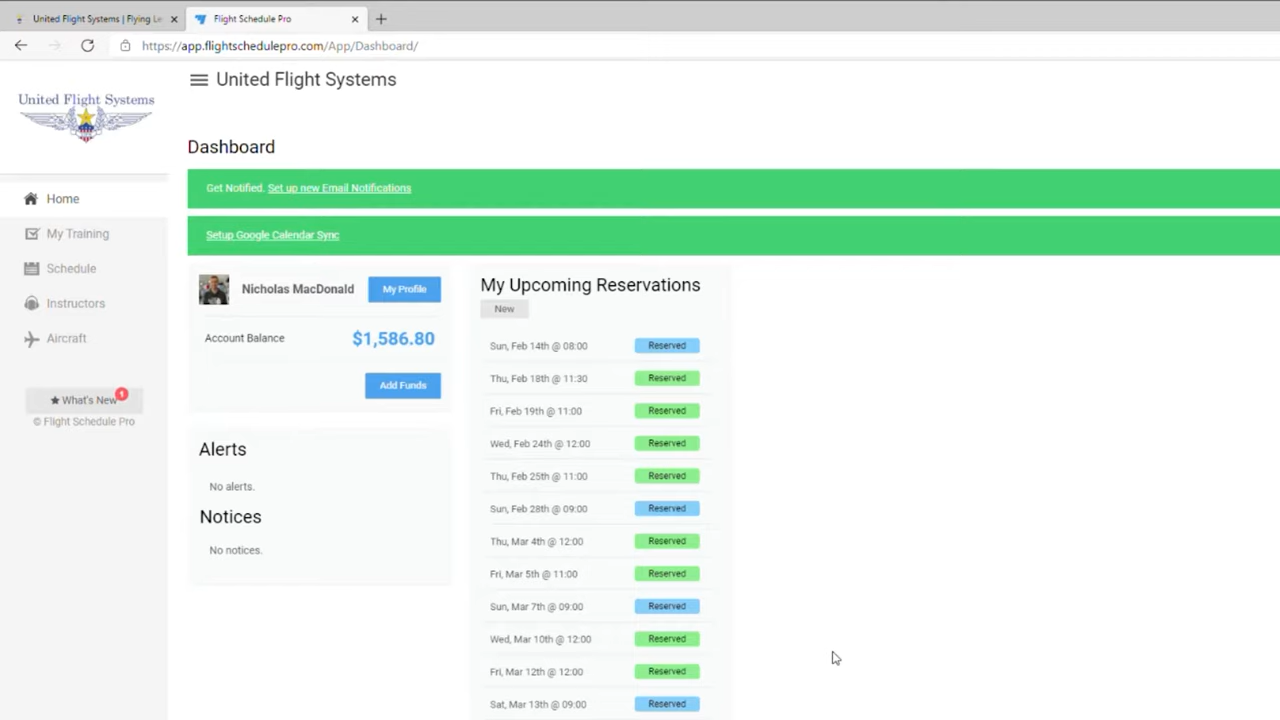 United Flight Systems | Flying Le
Flight Schedule Pro
https://app.flightschedulepro.com/App/Dashboard/
United Flight Systems
United Flight Systems
Dashboard
Get Notified. Set up new Email Notifications
Setup Google Calendar Sync
Home
My Training
Schedule
Instructors
Aircraft
What's New
1
© Flight Schedule Pro
Nicholas MacDonald
My Profile
Account Balance
$1,586.80
Add Funds
Alerts
No alerts.
Notices
No notices.
My Upcoming Reservations
New
Sun, Feb 14th @ 08:00 Reserved
Thu, Feb 18th @ 11:30 Reserved
Fri, Feb 19th @ 11:00 Reserved
Wed, Feb 24th @ 12:00 Reserved
Thu, Feb 25th @ 11:00 Reserved
Sun, Feb 28th @ 09:00 Reserved
Thu, Mar 4th @ 12:00 Reserved
Fri, Mar 5th @ 11:00 Reserved
Sun, Mar 7th @ 09:00 Reserved
Wed, Mar 10th @ 12:00 Reserved
Fri, Mar 12th @ 12:00 Reserved
Sat, Mar 13th @ 09:00 Reserved